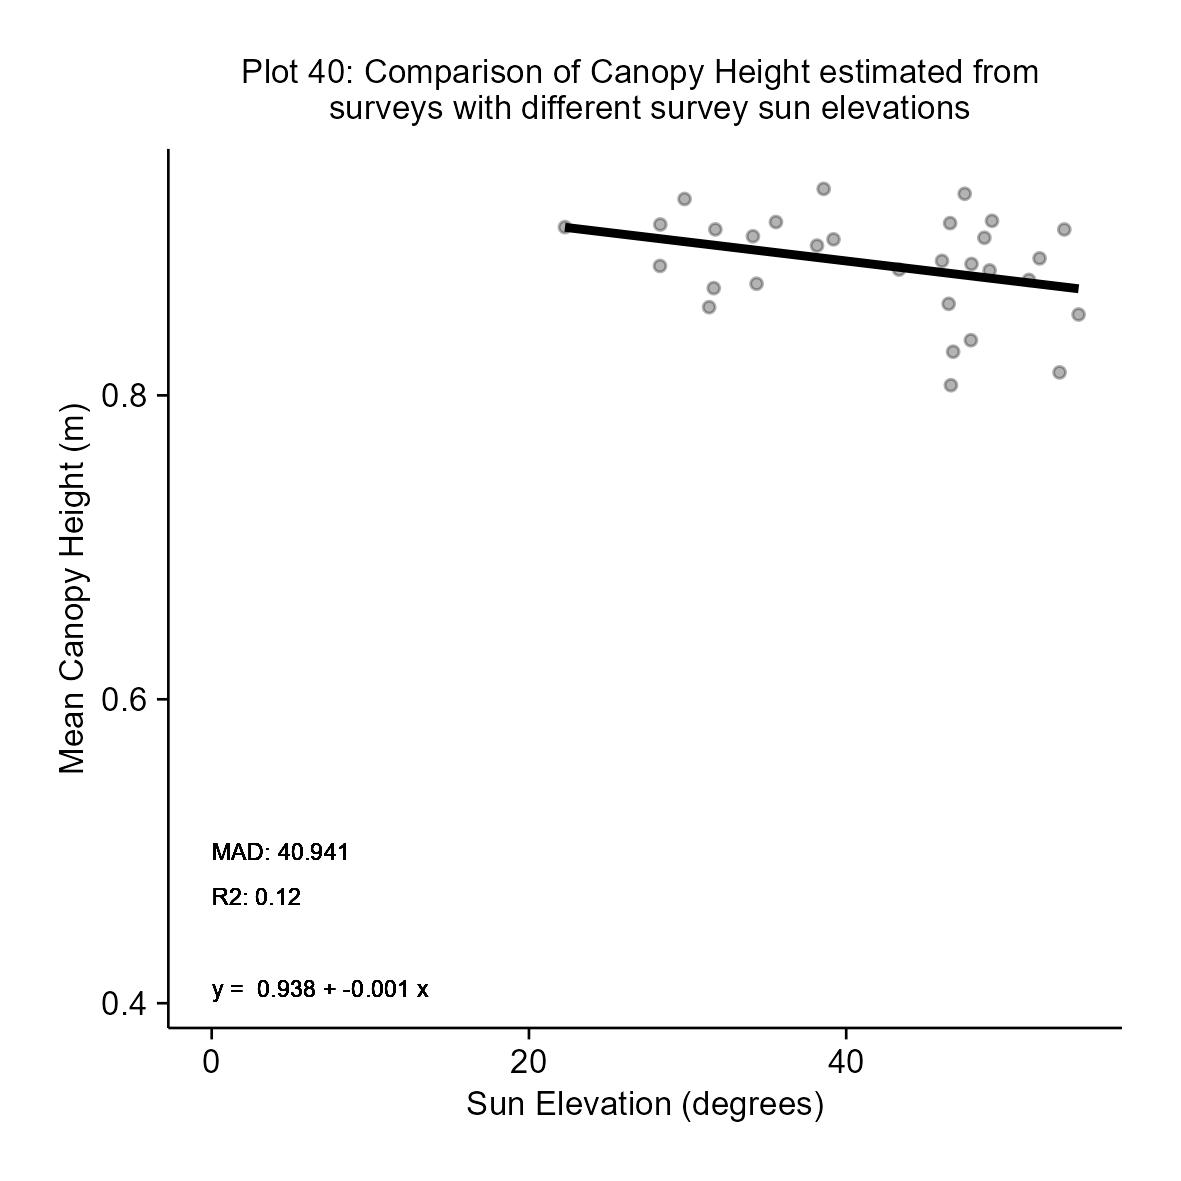 Plot 40: Comparison of Canopy Height estimated from
surveys with different survey sun elevations
Mean Canopy Height (m)
0.8
0.6
0.4
MAD: 40.941
R2: 0.12
y =  0.938 + -0.001 x
0 20 40
Sun Elevation (degrees)